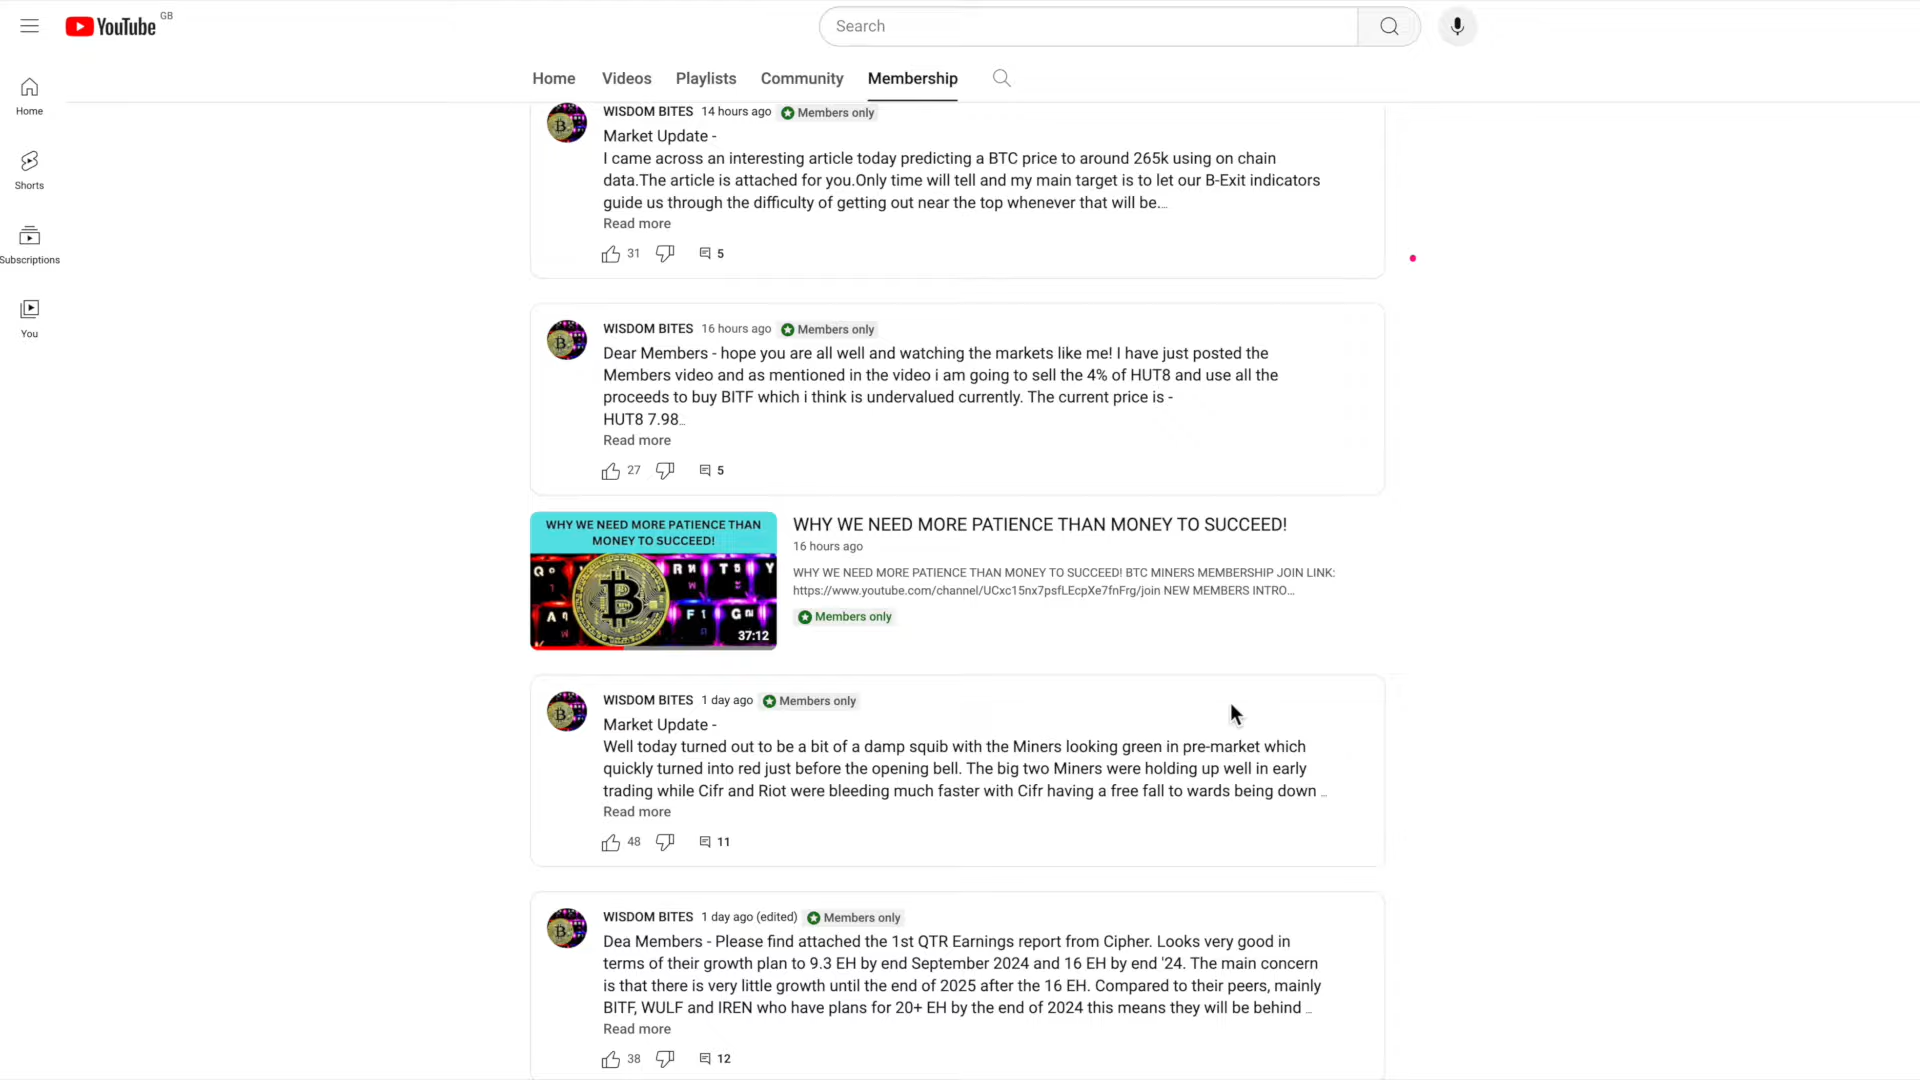 YouTube GB
Search
Home Videos Playlists Community Membership
Home
Shorts
Subscriptions
You
WISDOM BITES 14 hours ago Members only
Market Update -
I came across an interesting article today predicting a BTC price to around 265k using on chain
data.The article is attached for you.Only time will tell and my main target is to let our B-Exit indicators
guide us through the difficulty of getting out near the top whenever that will be...
Read more
31 5
WISDOM BITES 16 hours ago Members only
Dear Members - hope you are all well and watching the markets like me! I have just posted the
Members video and as mentioned in the video i am going to sell the 4% of HUT8 and use all the
proceeds to buy BITF which i think is undervalued currently. The current price is -
HUT8 7.98...
Read more
27 5
WHY WE NEED MORE PATIENCE THAN
MONEY TO SUCCEED!
37:12
WHY WE NEED MORE PATIENCE THAN MONEY TO SUCCEED!
16 hours ago
WHY WE NEED MORE PATIENCE THAN MONEY TO SUCCEED! BTC MINERS MEMBERSHIP JOIN LINK:
https://www.youtube.com/channel/UCxc15nx7psfLEcpXe7fnFrg/join NEW MEMBERS INTRO...
Members only
WISDOM BITES 1 day ago Members only
Market Update -
Well today turned out to be a bit of a damp squib with the Miners looking green in pre-market which
quickly turned into red just before the opening bell. The big two Miners were holding up well in early
trading while Cifr and Riot were bleeding much faster with Cifr having a free fall to wards being down ...
Read more
48 11
WISDOM BITES 1 day ago (edited) Members only
Dea Members - Please find attached the 1st QTR Earnings report from Cipher. Looks very good in
terms of their growth plan to 9.3 EH by end September 2024 and 16 EH by end '24. The main concern
is that there is very little growth until the end of 2025 after the 16 EH. Compared to their peers, mainly
BITF, WULF and IREN who have plans for 20+ EH by the end of 2024 this means they will be behind ...
Read more
38 12